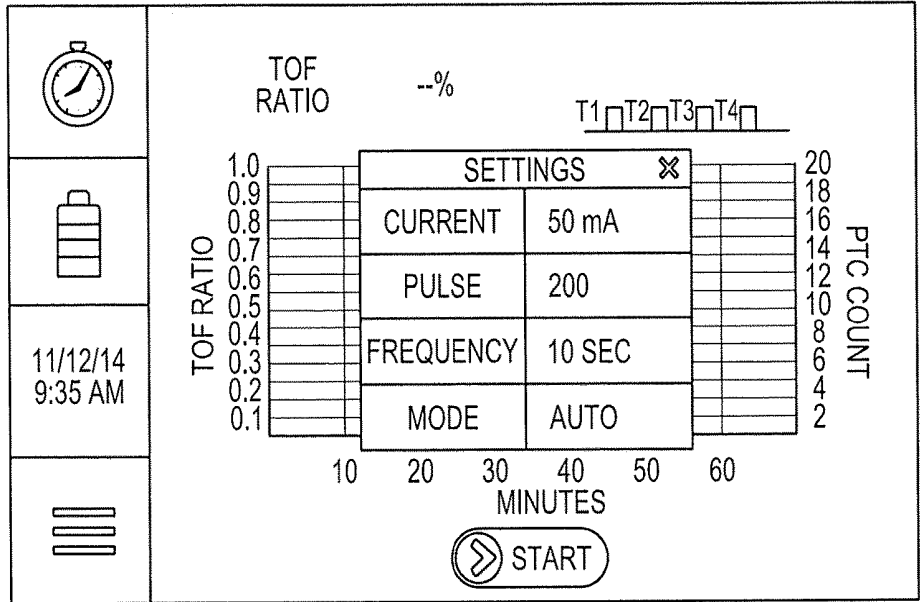 TOF
RATIO
--%
T1 T2 T3 T4
SETTINGS
CURRENT 50 mA
PULSE 200
FREQUENCY 10 SEC
MODE AUTO
TOF RATIO
1.0
0.9
0.8
0.7
0.6
0.5
0.4
0.3
0.2
0.1
20
18
16
14
12
10
8
6
4
2
PTC COUNT
10 20 30 40 50 60
MINUTES
START
11/12/14
9:35 AM